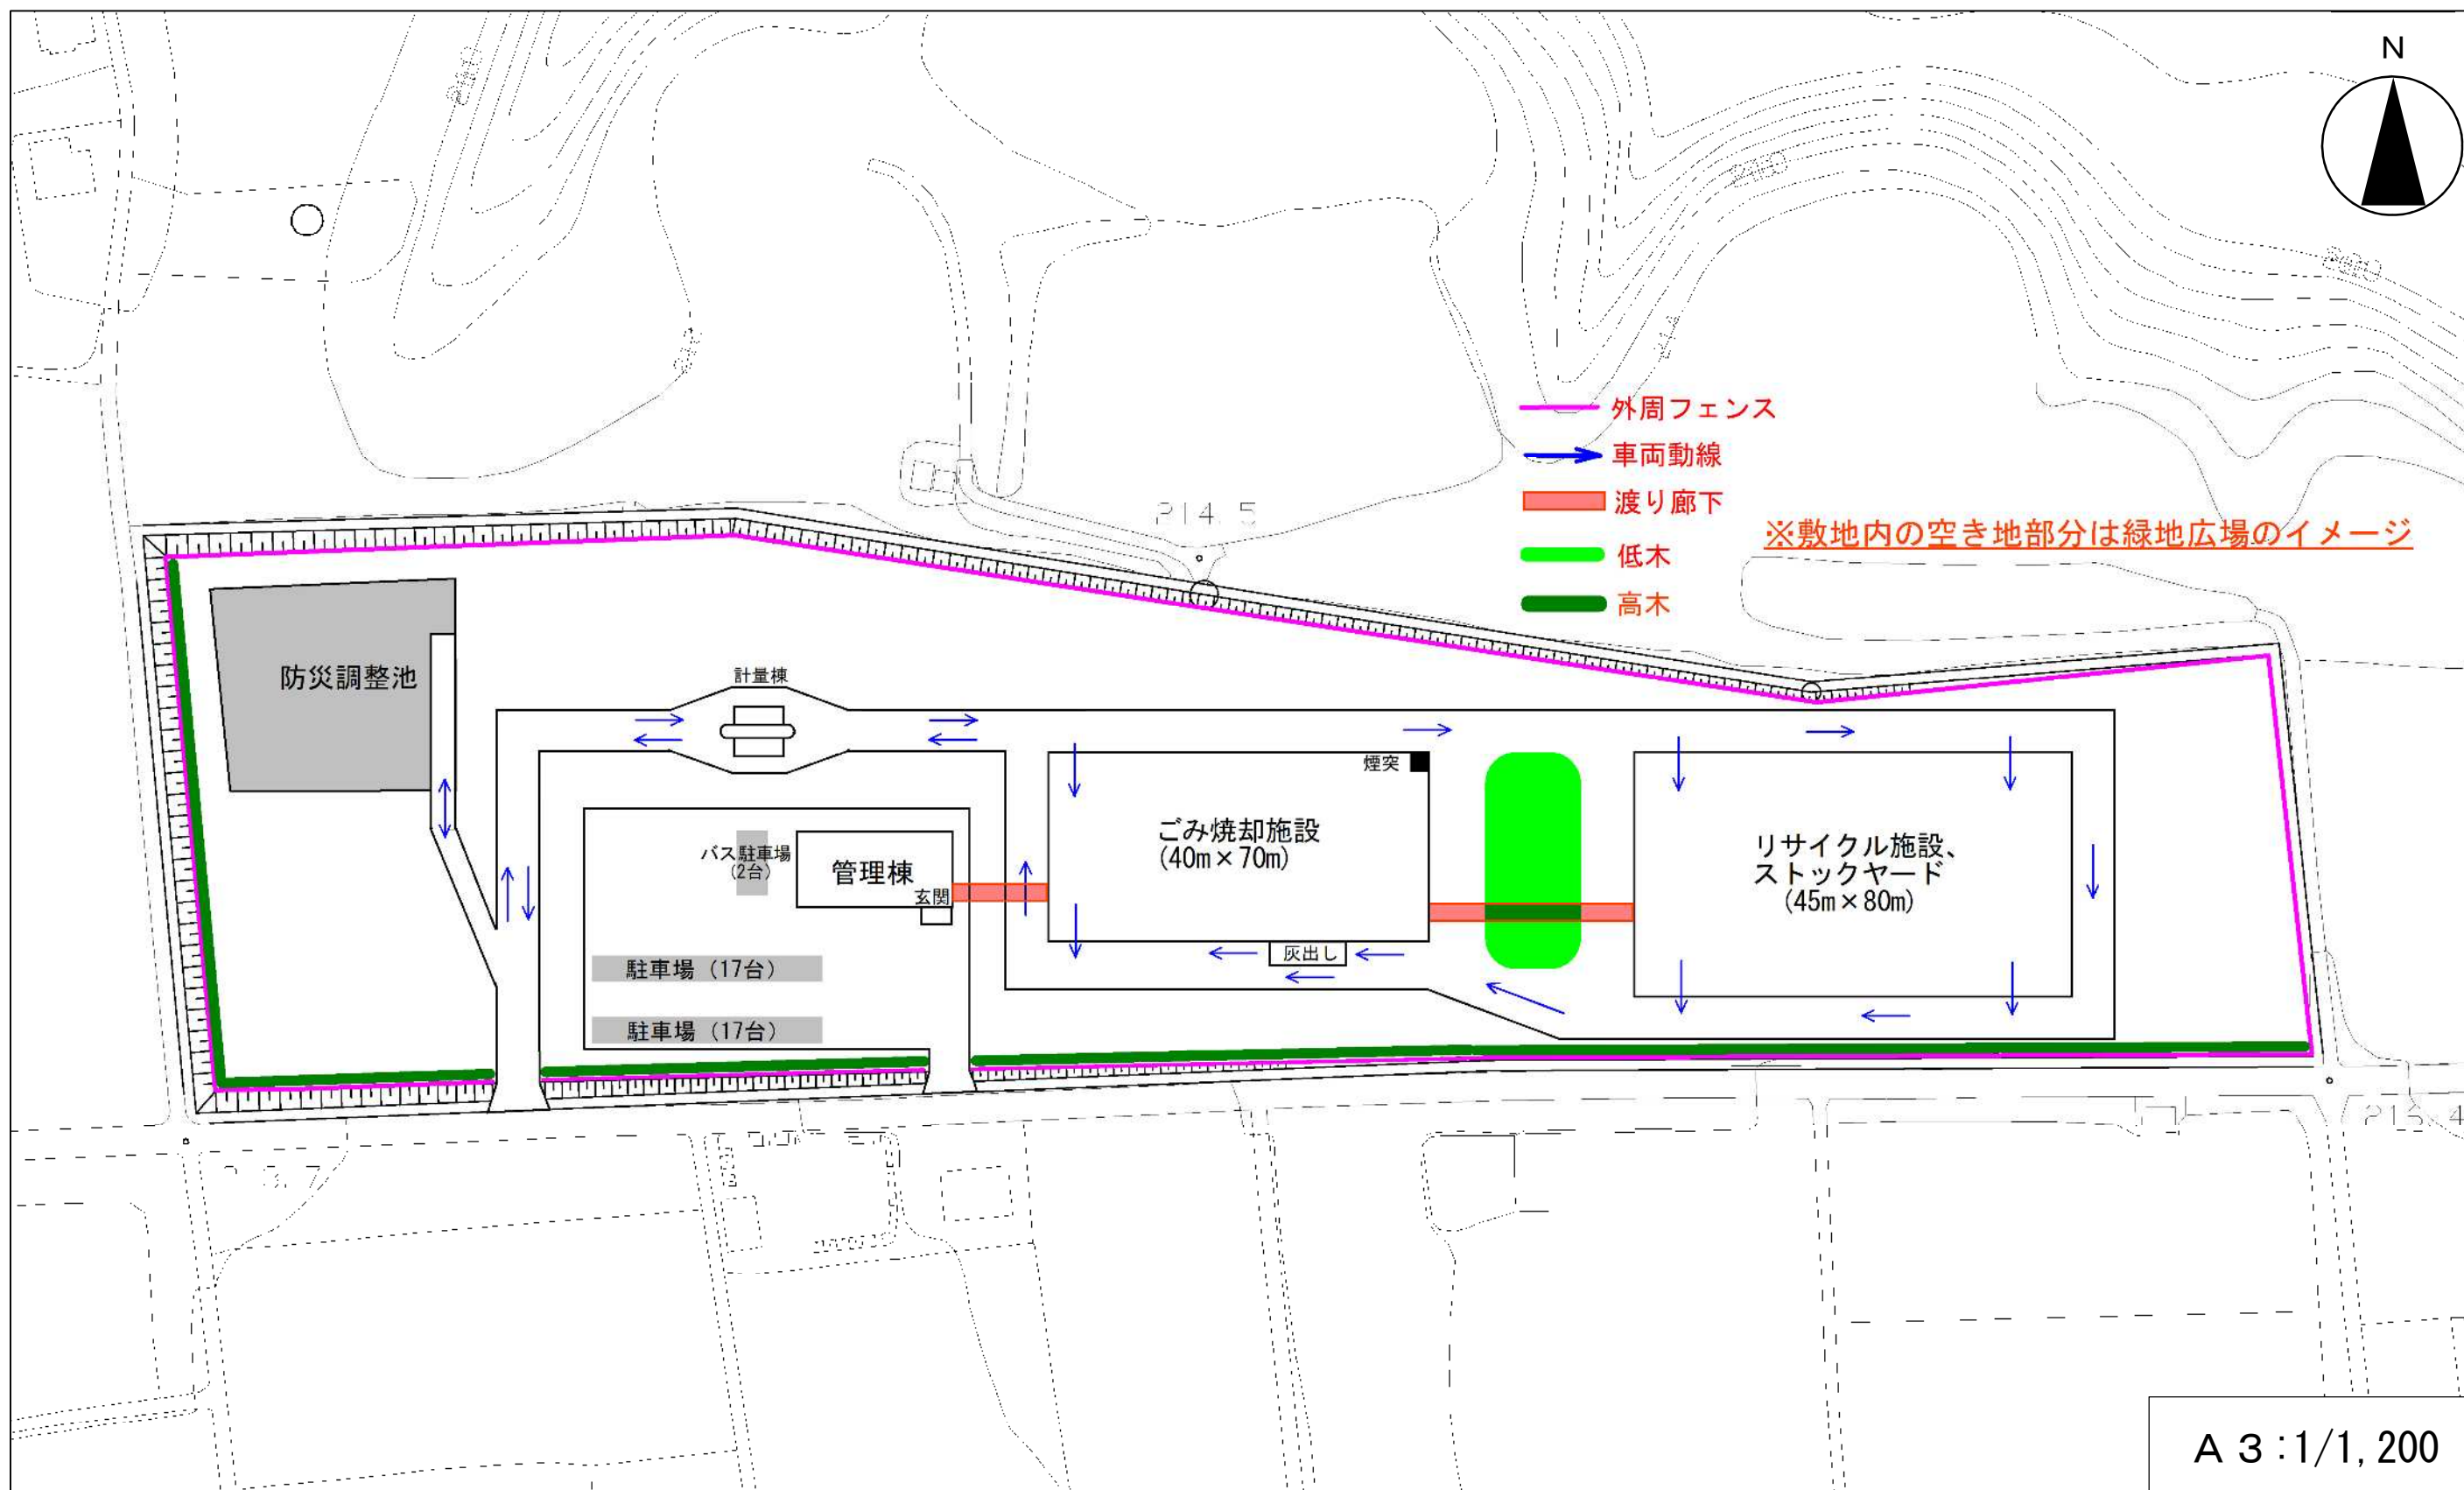 N
外周フェンス
車両動線
214.5
渡り廊下
※敷地内の空き地部分は緑地広場のイメージ
低木
高木
防災調整池
計量棟
煙突
ごみ焼却施設
(40m×70m)
リサイクル施設、
ストックヤード
(45m×80m)
バス駐車場
(2台)
管理棟
玄関
灰出し
駐車場（17台）
駐車場（17台）
A 3 :1/1,200